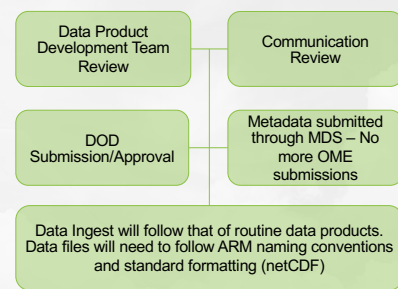 Data Product
Development Team
Review
Communication
Review
DOD
Submission/Approval
Metadata submitted
through MDS – No
more OME
submissions
Data Ingest will follow that of routine data products.
Data files will need to follow ARM naming conventions
and standard formatting (netCDF)